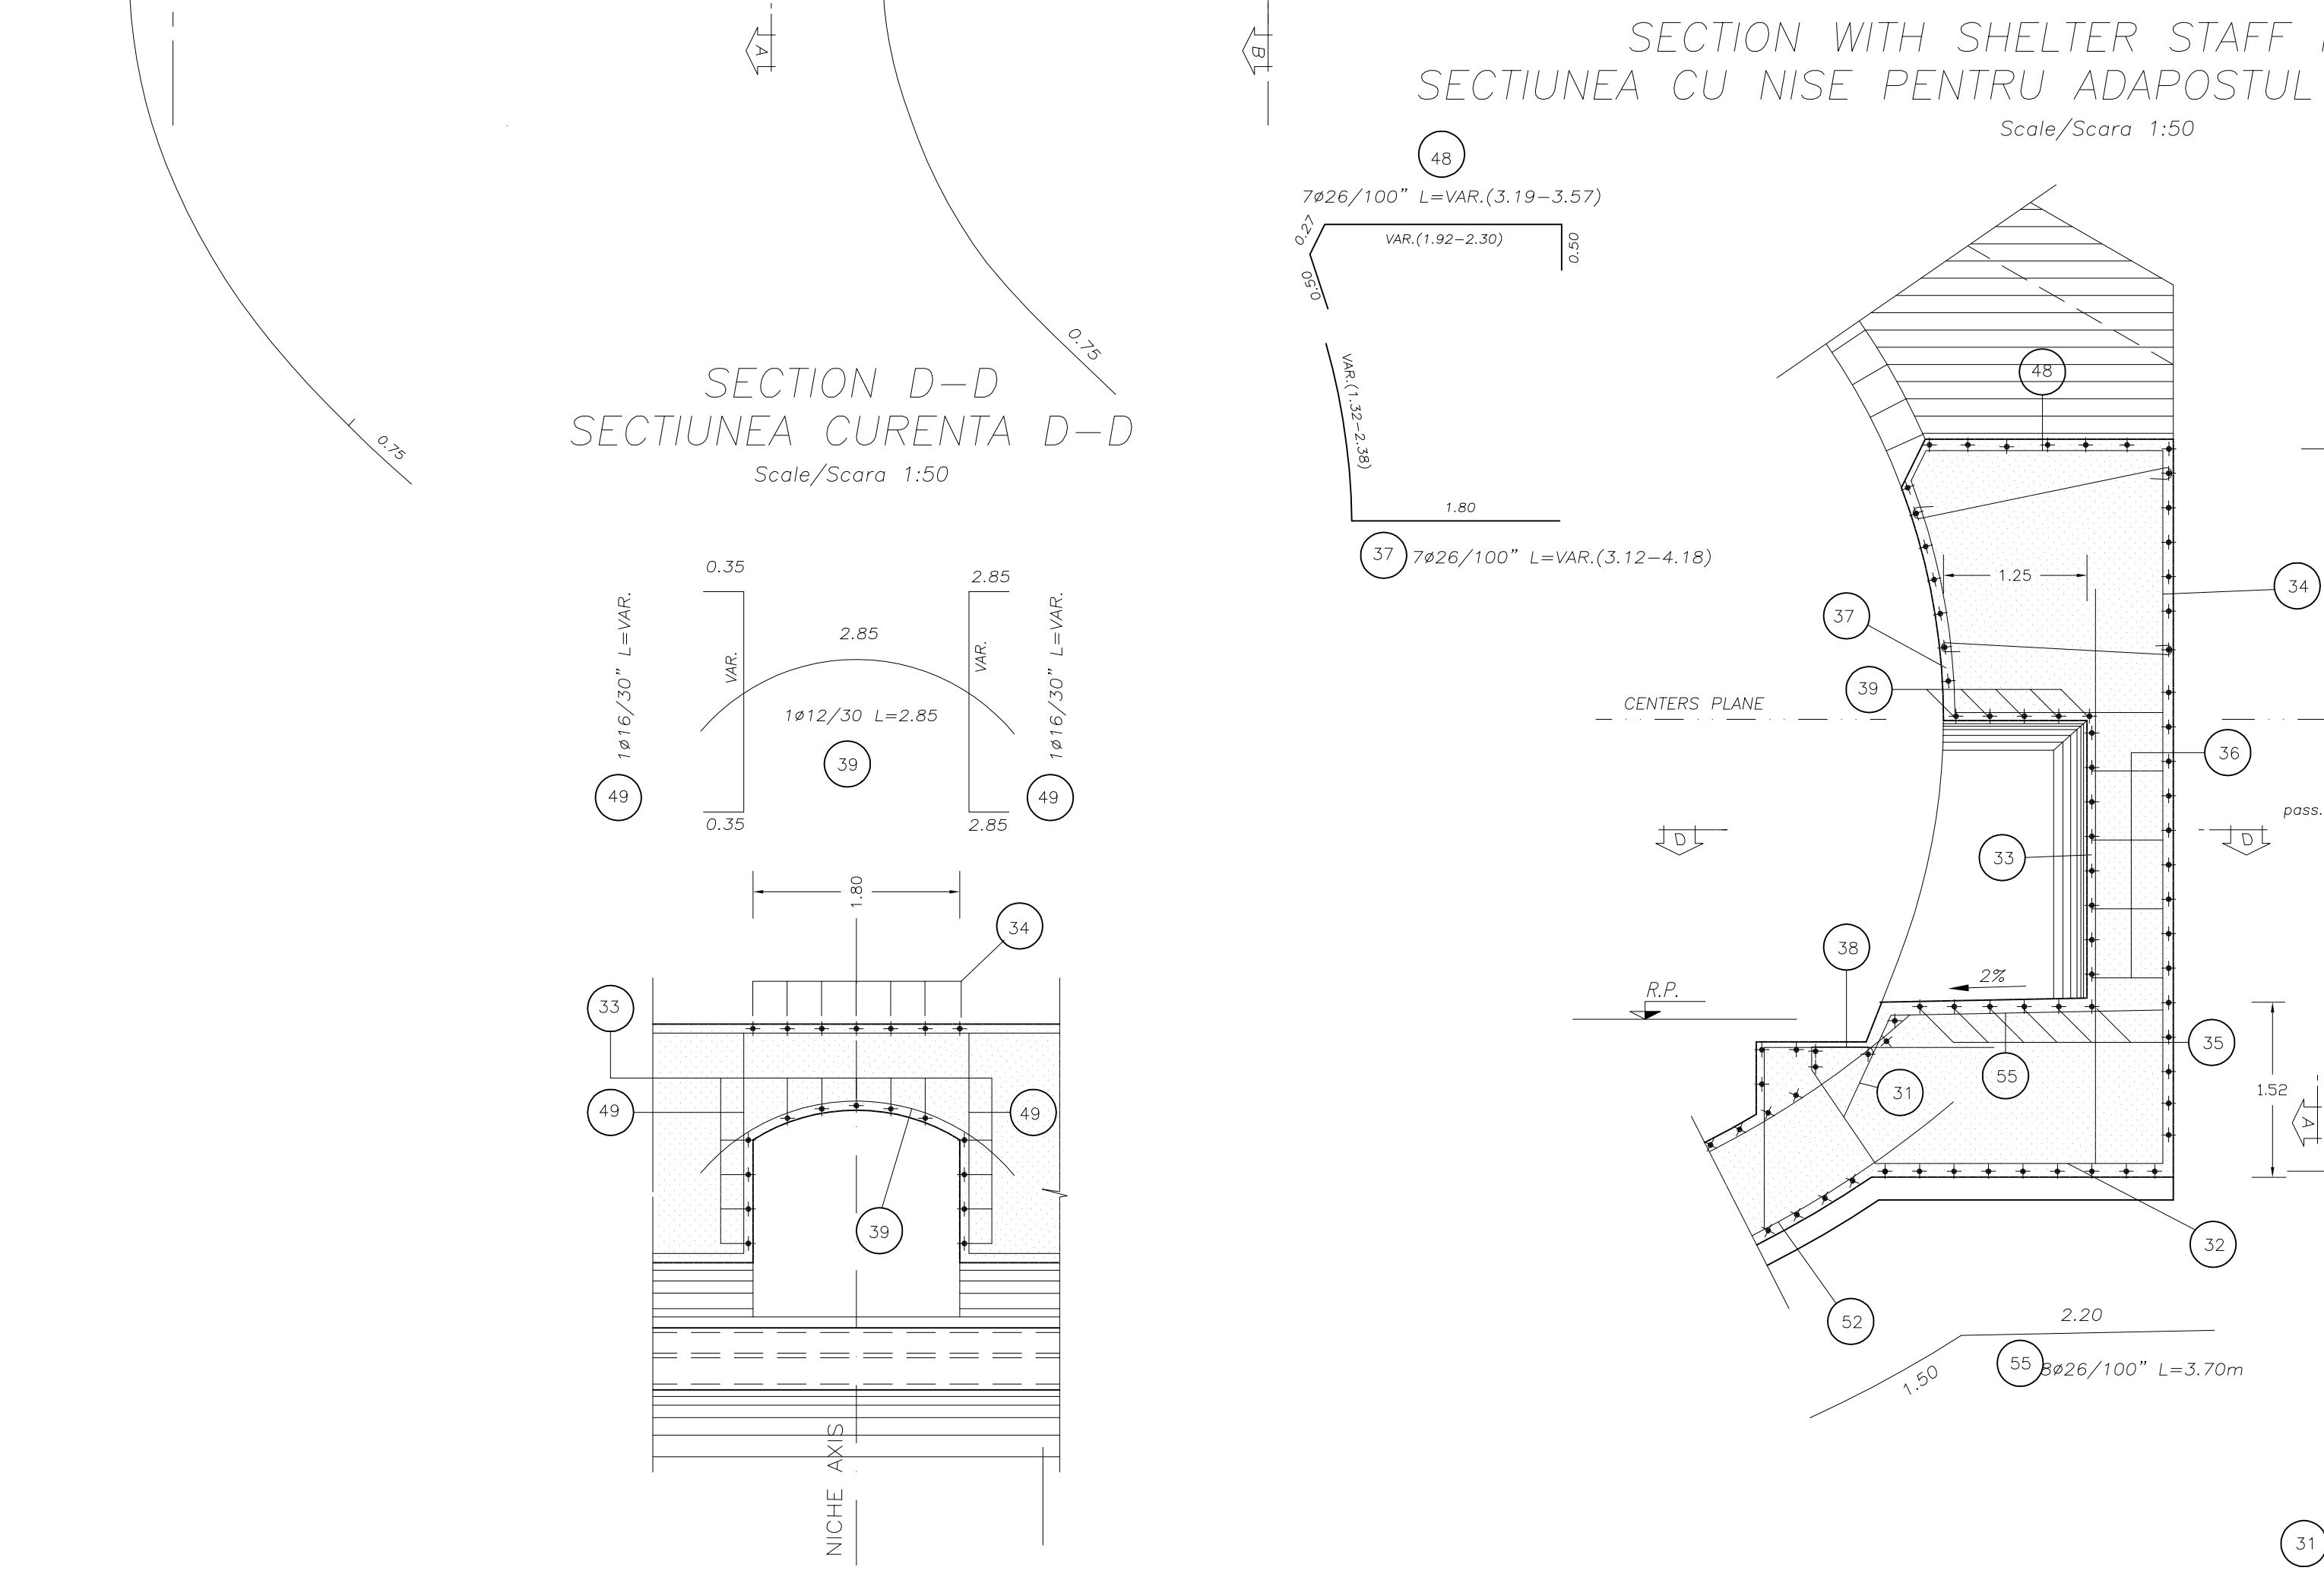 A
B
SECTION WITH SHELTER STAFF
SECTIUNEA CU NISE PENTRU ADAPOSTUL
Scale/Scara 1:50
48
7ø26/100" L=VAR.(3.19-3.57)
0.27
VAR.(1.92-2.30)
0.50
0.50
VAR.(1.32-2.38)
1.80
37
7ø26/100" L=VAR.(3.12-4.18)
0.75
0.75
SECTION D-D
SECTIUNEA CURENTA D-D
Scale/Scara 1:50
0.35
2.85
1ø16/30" L=VAR.
VAR.
2.85
VAR.
1ø16/30" L=VAR.
1ø12/30 L=2.85
39
49
49
0.35
2.85
1.80
34
33
49
49
39
NICHE AXIS
48
1.25
34
37
39
CENTERS PLANE
36
pass.
D
D
33
38
2%
R.P.
35
55
31
1.52
A
32
52
2.20
1.50
55
8ø26/100" L=3.70m
31